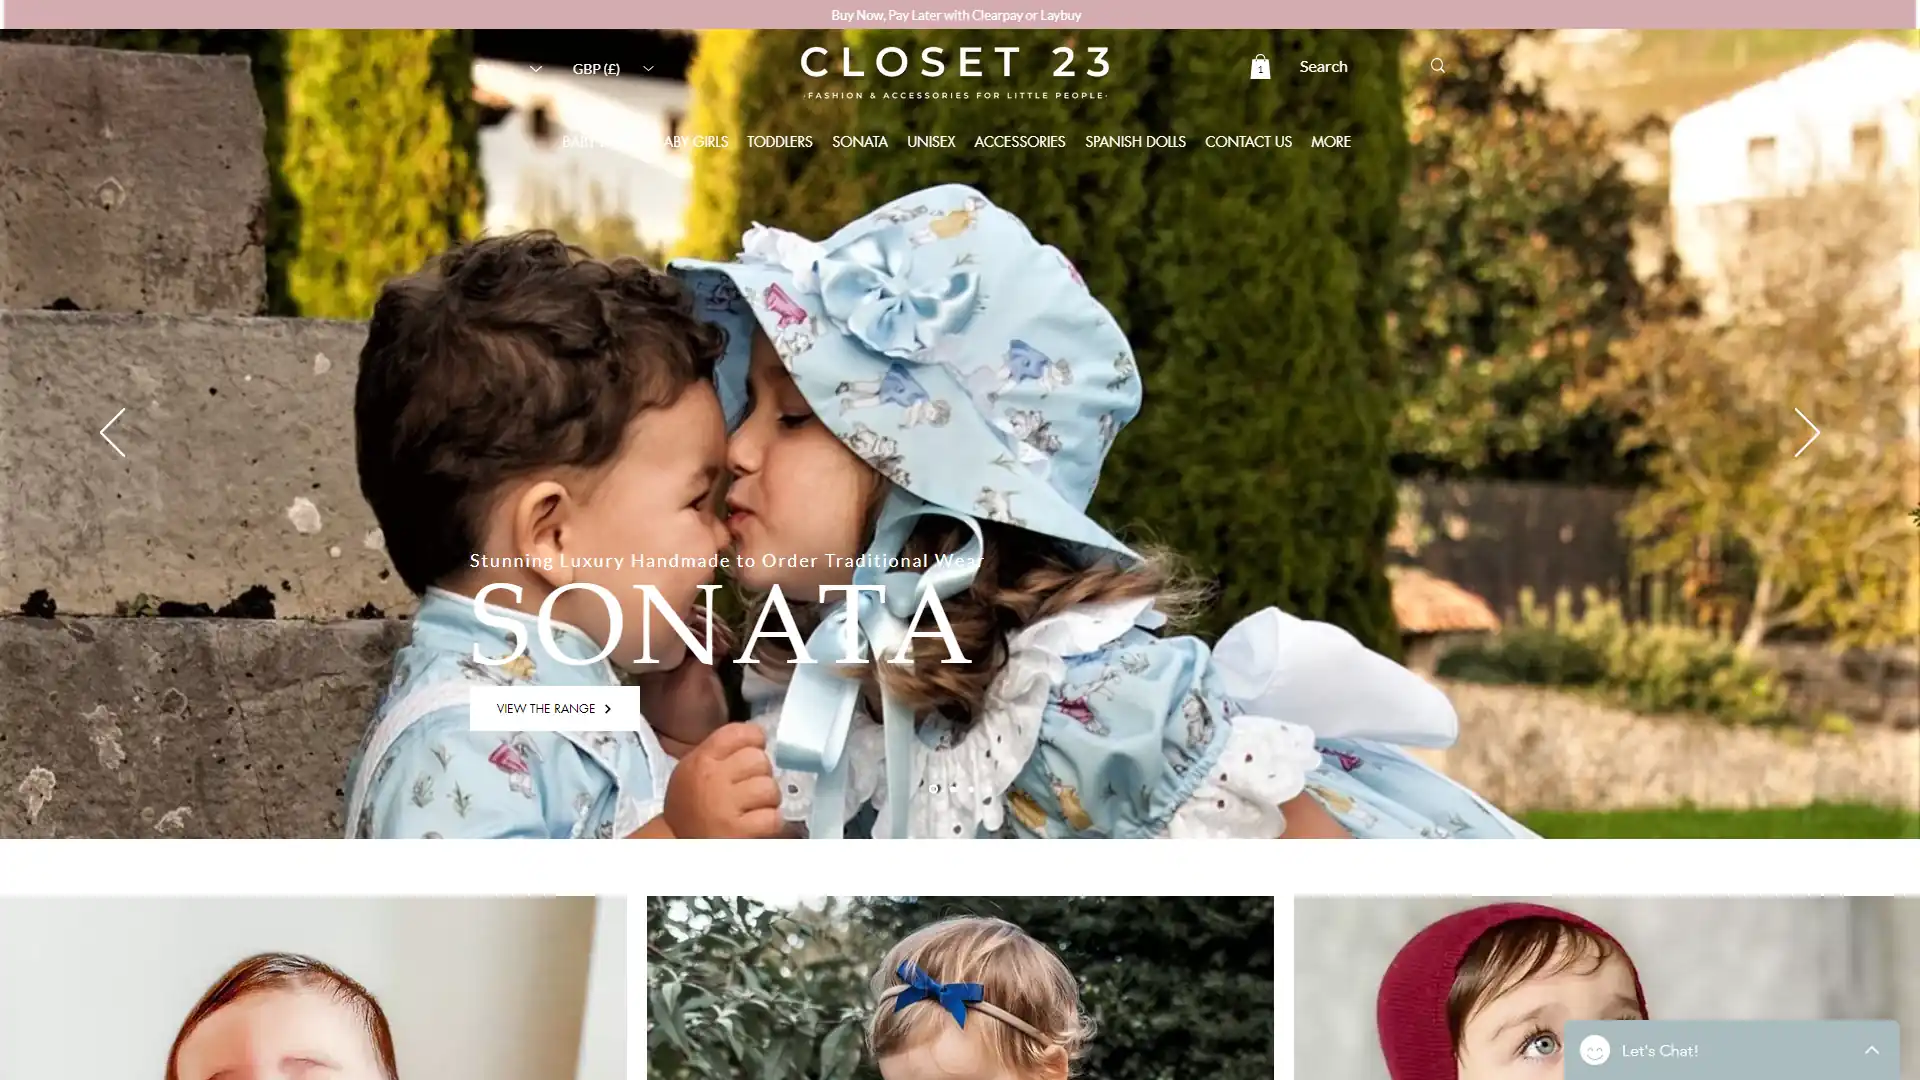 Buy Now, Pay Later with Clearpay or Laybuy
GBP (£)
CLOSET 23
·FASHION & ACCESSORIES FOR LITTLE PEOPLE·
1
Search
BABY GIRLS TODDLERS SONATA UNISEX ACCESSORIES SPANISH DOLLS CONTACT US MORE
Stunning Luxury Handmade to Order Traditional Wear
SONATA
VIEW THE RANGE
Let's Chat!